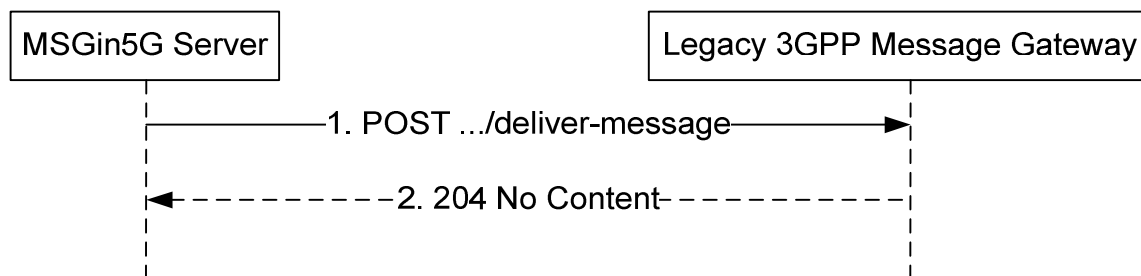 MSGin5G Server
Legacy 3GPP Message Gateway
1. POST .../deliver-message
2. 204 No Content